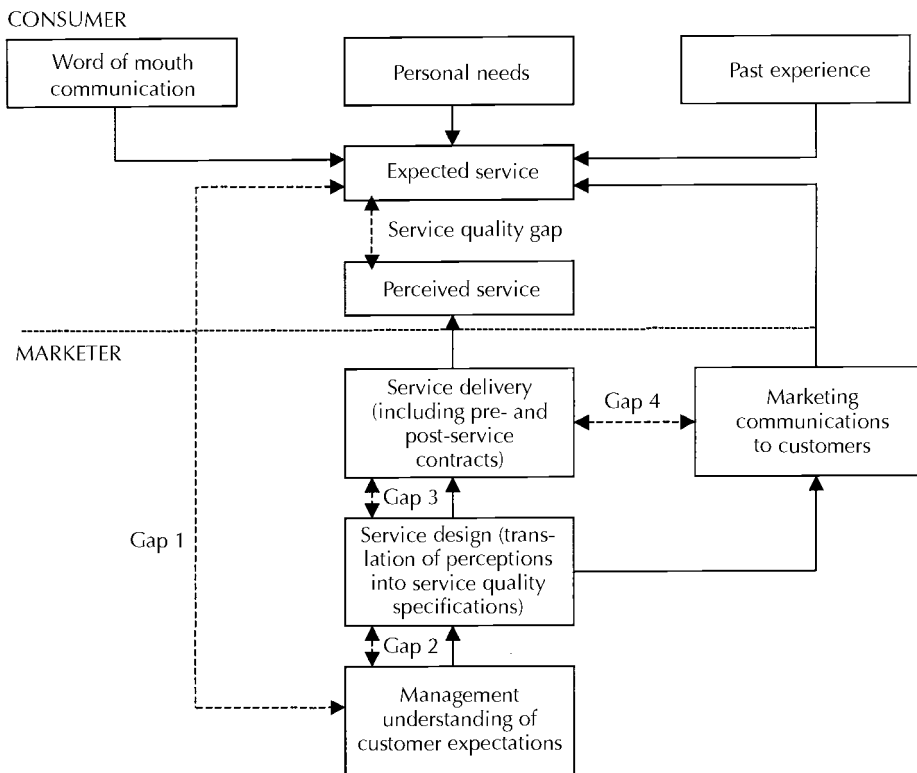 CONSUMER
Word of mouth
communication
Personal needs
Past experience
Expected service
Service quality gap
Perceived service
MARKETER
Service delivery
(including pre- and
post-service
contracts)
Gap 4
Marketing
communications
to customers
Gap 3
Gap 1
Service design (trans-
lation of perceptions
into service quality
specifications)
Gap 2
Management
understanding of
customer expectations